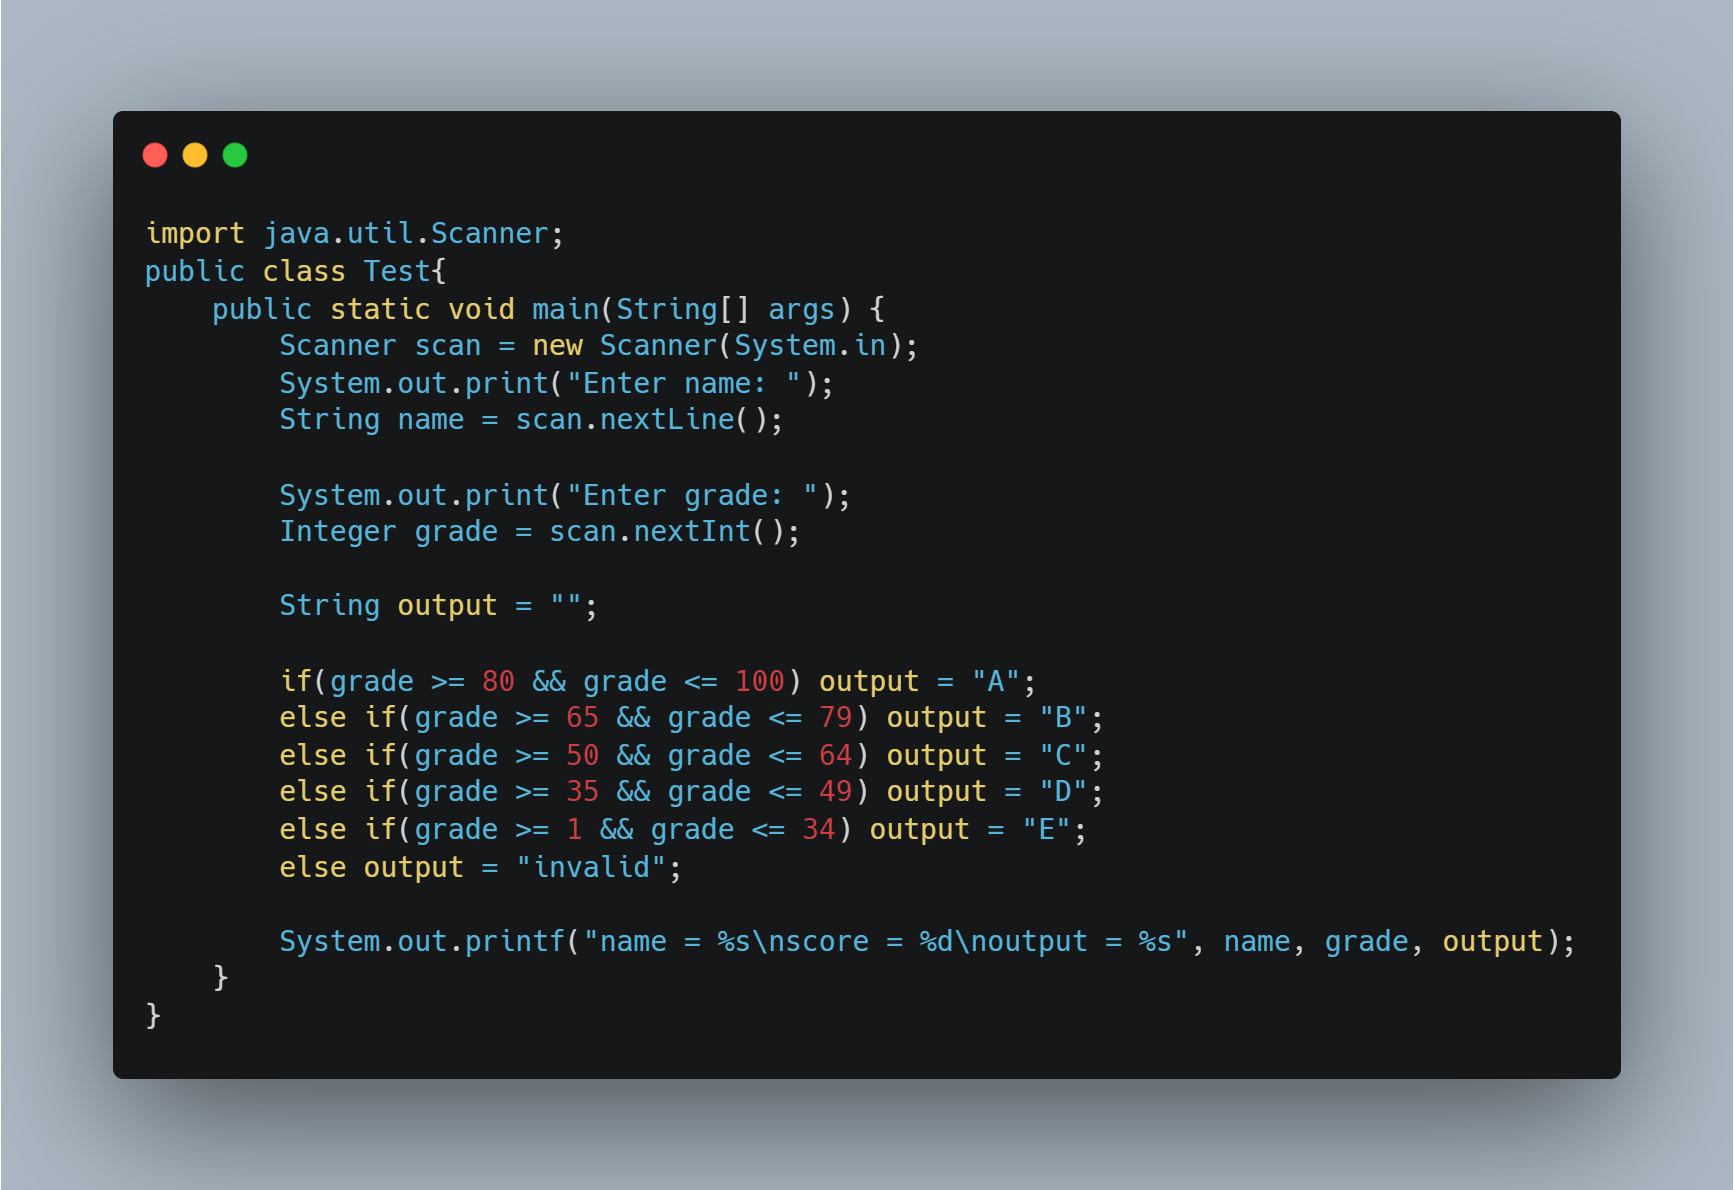 import java.util.Scanner;
public class Test{
    public static void main(String[] args) {
        Scanner scan = new Scanner(System.in);
        System.out.print("Enter name: ");
        String name = scan.nextLine();

        System.out.print("Enter grade: ");
        Integer grade = scan.nextInt();

        String output = "";

        if(grade >= 80 && grade <= 100) output = "A";
        else if(grade >= 65 && grade <= 79) output = "B";
        else if(grade >= 50 && grade <= 64) output = "C";
        else if(grade >= 35 && grade <= 49) output = "D";
        else if(grade >= 1 && grade <= 34) output = "E";
        else output = "invalid";

        System.out.printf("name = %s\nscore = %d\noutput = %s", name, grade, output);
    }
}